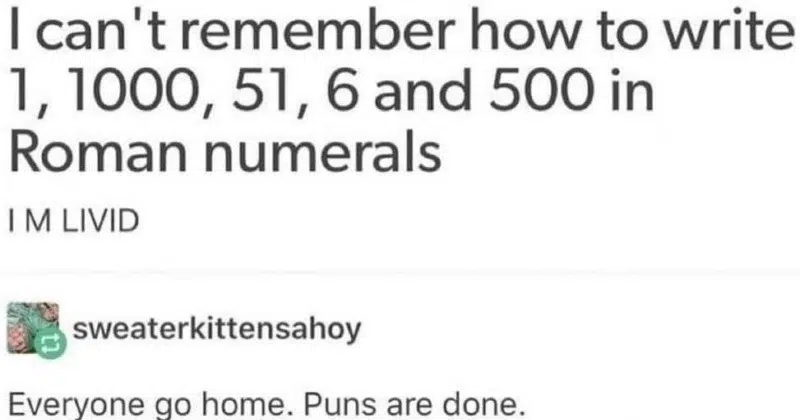 I can't remember how to write
1, 1000, 51, 6 and 500 in
Roman numerals
I M LIVID
sweaterkittensahoy
Everyone go home. Puns are done.